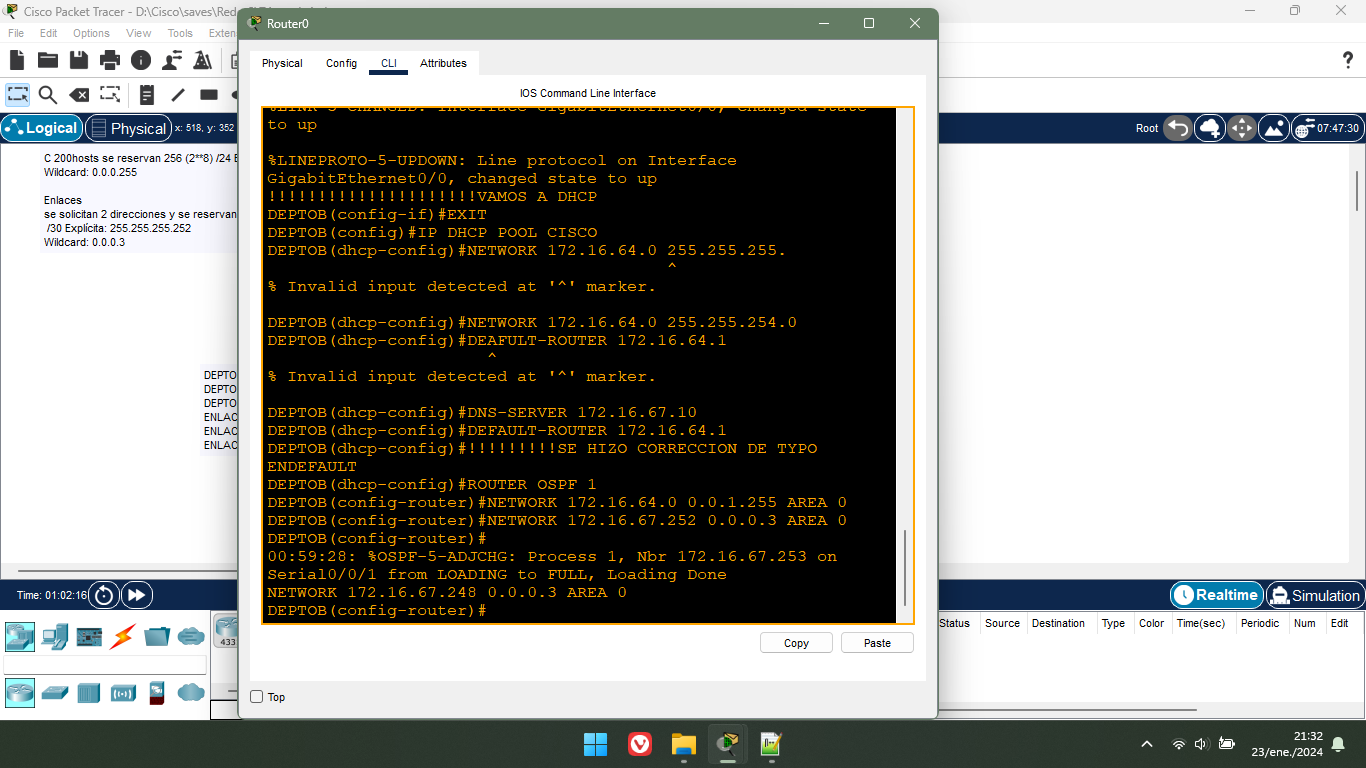 Cisco Packet Tracer - D:\Cisco\saves\Red
Router0
File Edit Options View Tools Exten
Physical Config CLI Attributes
IOS Command Line Interface
Logical Physical x: 518, y: 352
Root 07:47:30
C 200hosts se reservan 256 (2**8) /24 E
Wildcard: 0.0.0.255
Enlaces
se solicitan 2 direcciones y se reservan
/30 Explícita: 255.255.255.252
Wildcard: 0.0.0.3
DEPTO
DEPTO
DEPTO
ENLAC
ENLAC
ENLAC
to up
%LINEPROTO-5-UPDOWN: Line protocol on Interface
GigabitEthernet0/0, changed state to up
!!!!!!!!!!!!!!!!!!!!!VAMOS A DHCP
DEPTOB(config-if)#EXIT
DEPTOB(config)#IP DHCP POOL CISCO
DEPTOB(dhcp-config)#NETWORK 172.16.64.0 255.255.255.
^
% Invalid input detected at '^' marker.
DEPTOB(dhcp-config)#NETWORK 172.16.64.0 255.255.254.0
DEPTOB(dhcp-config)#DEAFULT-ROUTER 172.16.64.1
^
% Invalid input detected at '^' marker.
DEPTOB(dhcp-config)#DNS-SERVER 172.16.67.10
DEPTOB(dhcp-config)#DEFAULT-ROUTER 172.16.64.1
DEPTOB(dhcp-config)#!!!!!!!!!SE HIZO CORRECCION DE TYPO
ENDEFAULT
DEPTOB(dhcp-config)#ROUTER OSPF 1
DEPTOB(config-router)#NETWORK 172.16.64.0 0.0.1.255 AREA 0
DEPTOB(config-router)#NETWORK 172.16.67.252 0.0.0.3 AREA 0
DEPTOB(config-router)#
00:59:28: %OSPF-5-ADJCHG: Process 1, Nbr 172.16.67.253 on
Serial0/0/1 from LOADING to FULL, Loading Done
NETWORK 172.16.67.248 0.0.0.3 AREA 0
DEPTOB(config-router)#
Copy Paste
Top
Time: 01:02:16
Realtime Simulation
433
Status Source Destination Type Color Time(sec) Periodic Num Edit
21:32
23/ene./2024